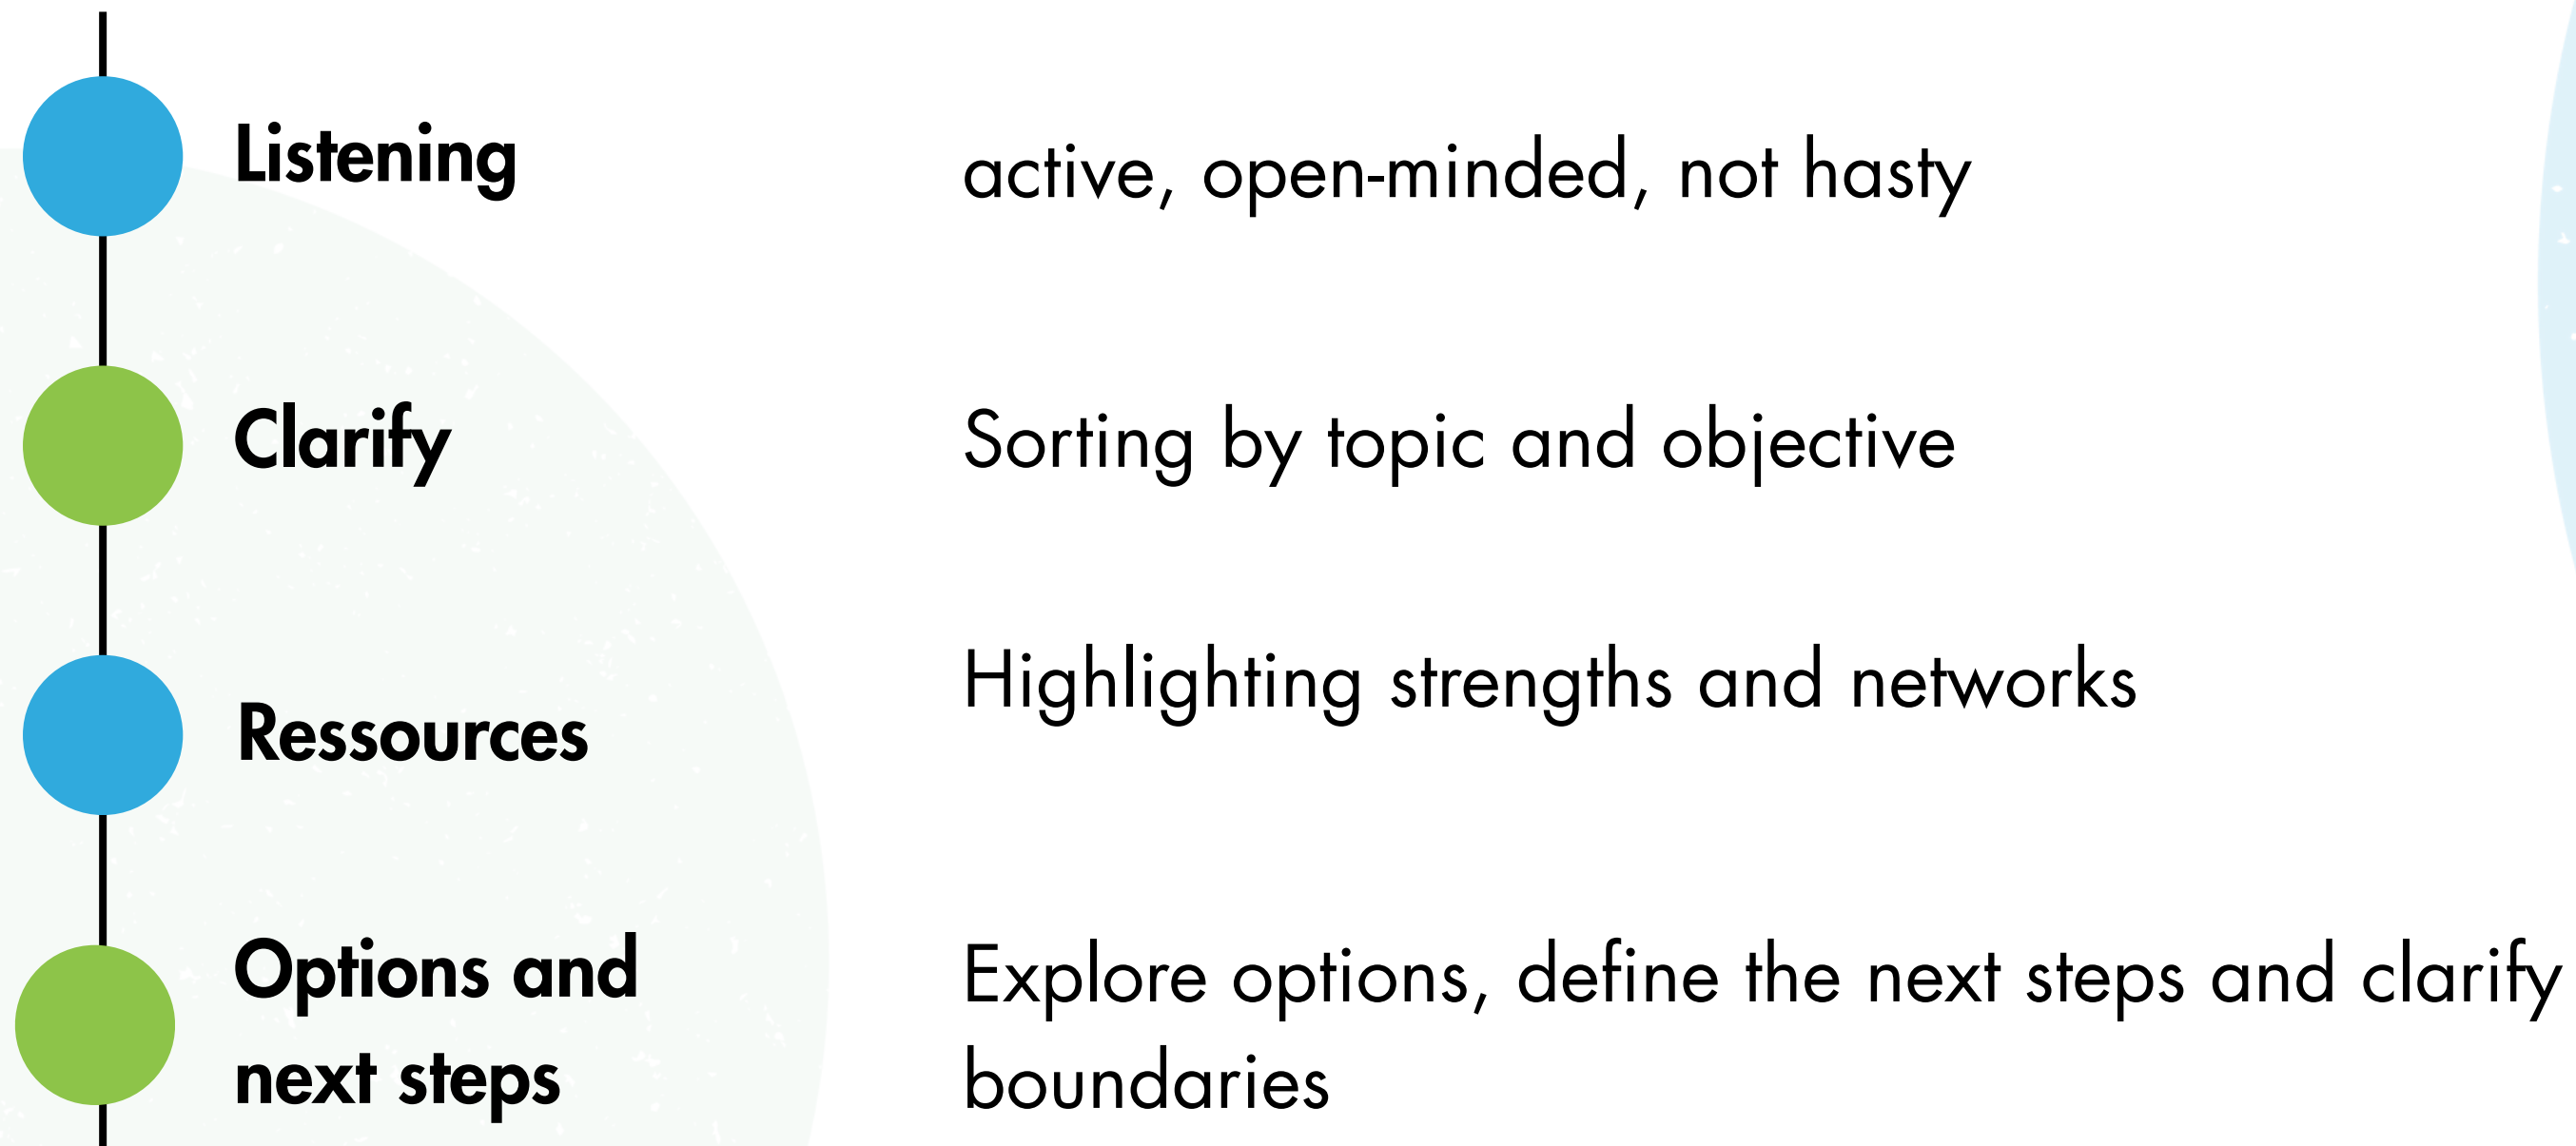 Listening
active, open-minded, not hasty
Clarify
Sorting by topic and objective
Ressources
Highlighting strengths and networks
Options and
next steps
Explore options, define the next steps and clarify
boundaries